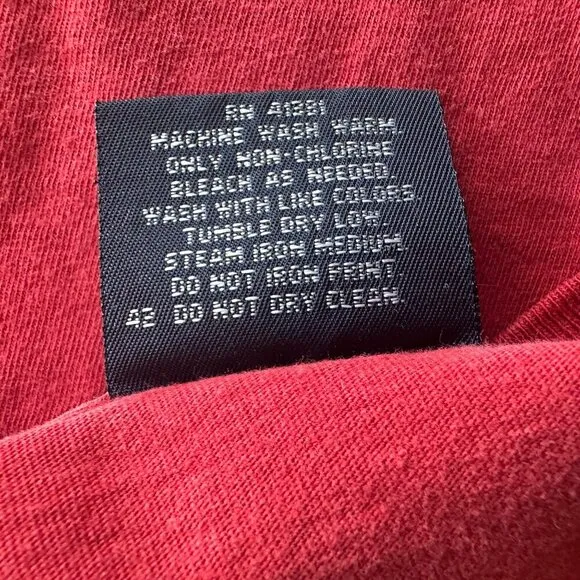 RN 41381
MACHINE WASH WARM.
ONLY NON-CHLORINE
BLEACH AS NEEDED.
WASH WITH LIKE COLORS.
TUMBLE DRY LOW.
STEAM IRON MEDIUM.
DO NOT IRON PRINT.
43 DO NOT DRY CLEAN.